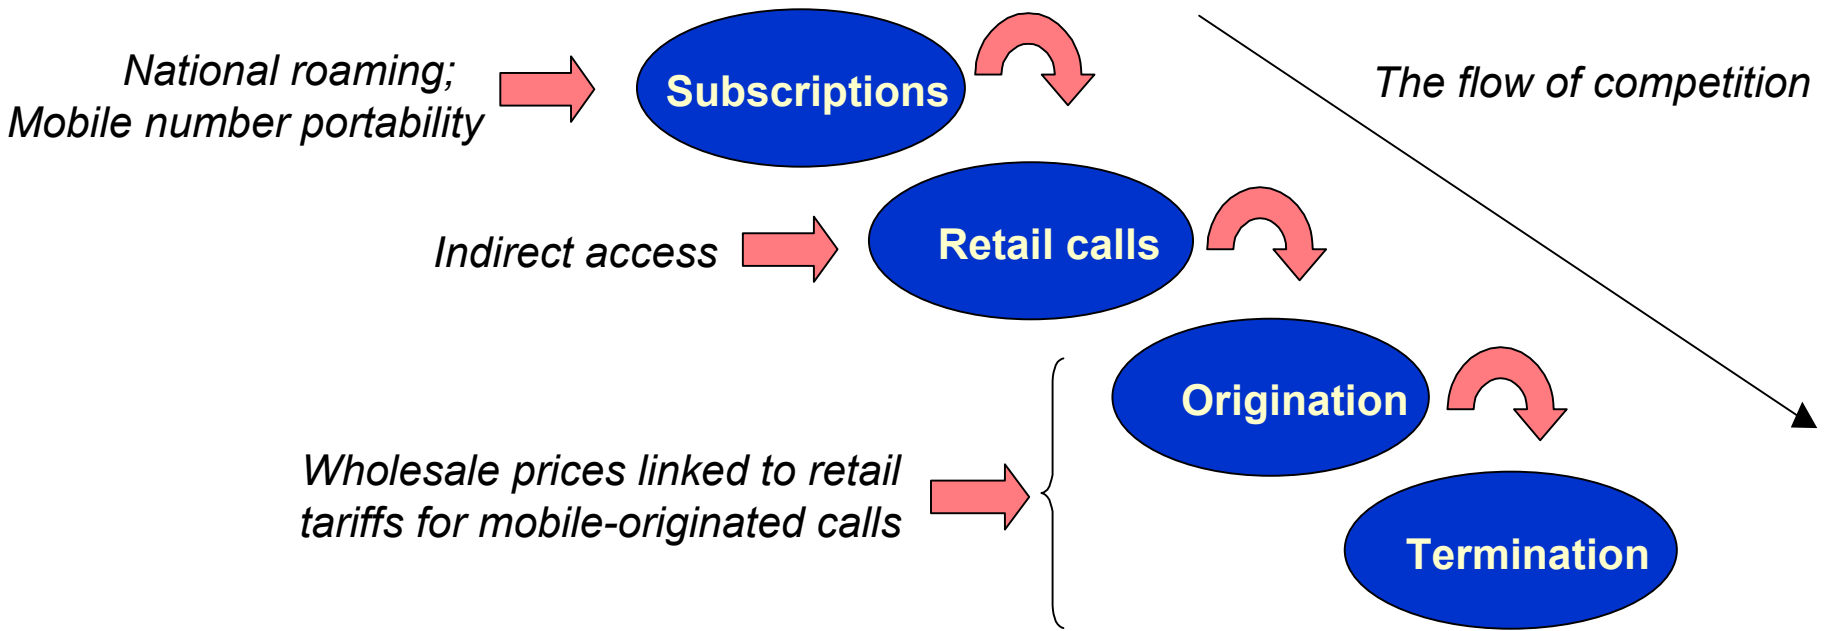 National roaming;
Mobile number portability
Subscriptions
The flow of competition
Indirect access
Retail calls
Origination
Wholesale prices linked to retail
tariffs for mobile-originated calls
Termination